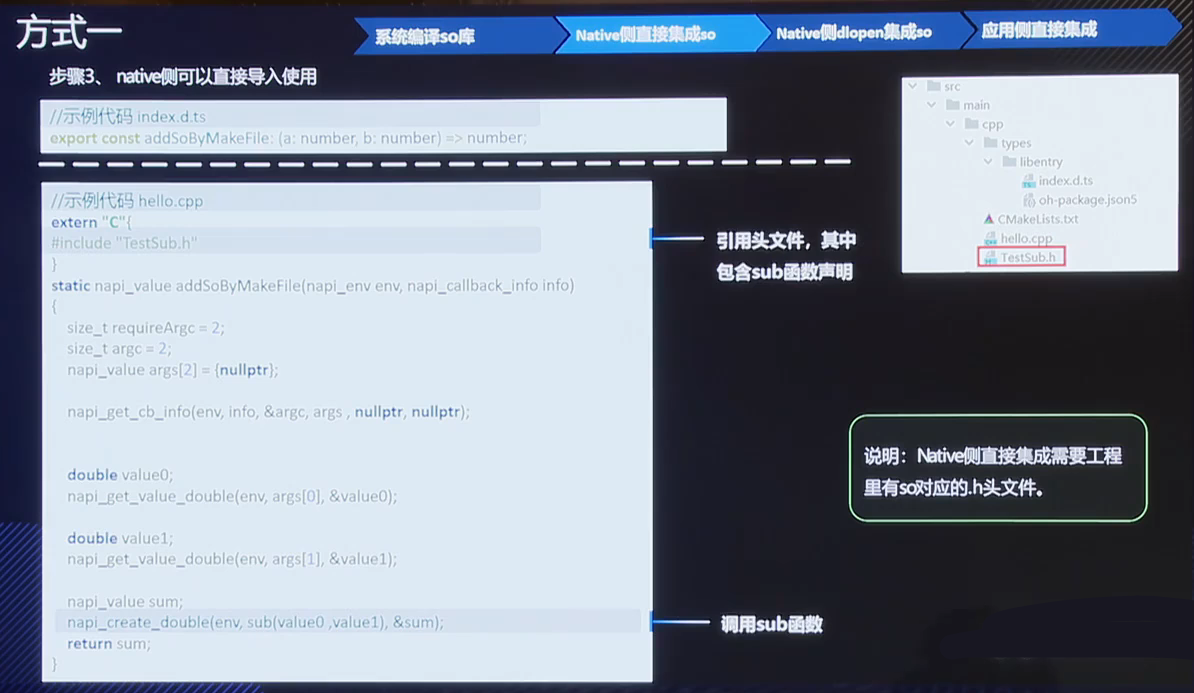 方式一
系统编译so库
Native侧直接集成so
Native侧dlopen集成so
应用侧直接集成
步骤3、 native侧可以直接导入使用
//示例代码 index.d.ts
export const addSoByMakeFile: (a: number, b: number) => number;
//示例代码 hello.cpp
extern "C"{
#include "TestSub.h"
}
static napi_value addSoByMakeFile(napi_env env, napi_callback_info info)
{
size_t requireArgc = 2;
size_t argc = 2;
napi_value args[2] = {nullptr};
napi_get_cb_info(env, info, &argc, args , nullptr, nullptr);
double value0;
napi_get_value_double(env, args[0], &value0);
double value1;
napi_get_value_double(env, args[1], &value1);
napi_value sum;
napi_create_double(env, sub(value0 ,value1), &sum);
return sum;
}
引用头文件，其中
包含sub函数声明
调用sub函数
src
main
cpp
types
libentry
index.d.ts
oh-package.json5
CMakeLists.txt
hello.cpp
TestSub.h
说明：Native侧直接集成需要工程
里有so对应的.h头文件。